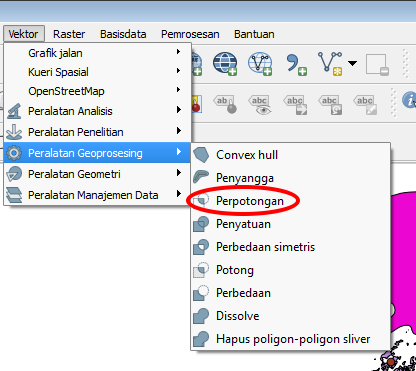 Vektor Raster Basisdata Pemrosesan Bantuan
Grafik jalan
Kueri Spasial
OpenStreetMap
Peralatan Analisis
Peralatan Penelitian
Peralatan Geoprosesing
Peralatan Geometri
Peralatan Manajemen Data
Convex hull
Penyangga
Perpotongan
Penyatuan
Perbedaan simetris
Potong
Perbedaan
Dissolve
Hapus poligon-poligon sliver
ab
abc
abc
abc